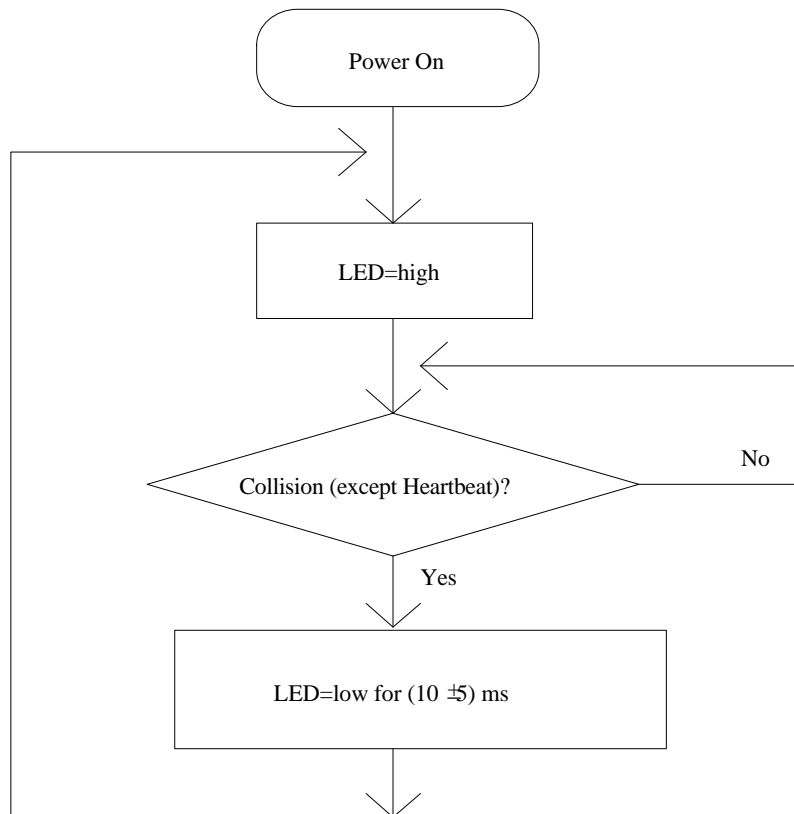 Power On
LED=high
No
Collision (except Heartbeat)?
Yes
LED=low for (10 ±5) ms